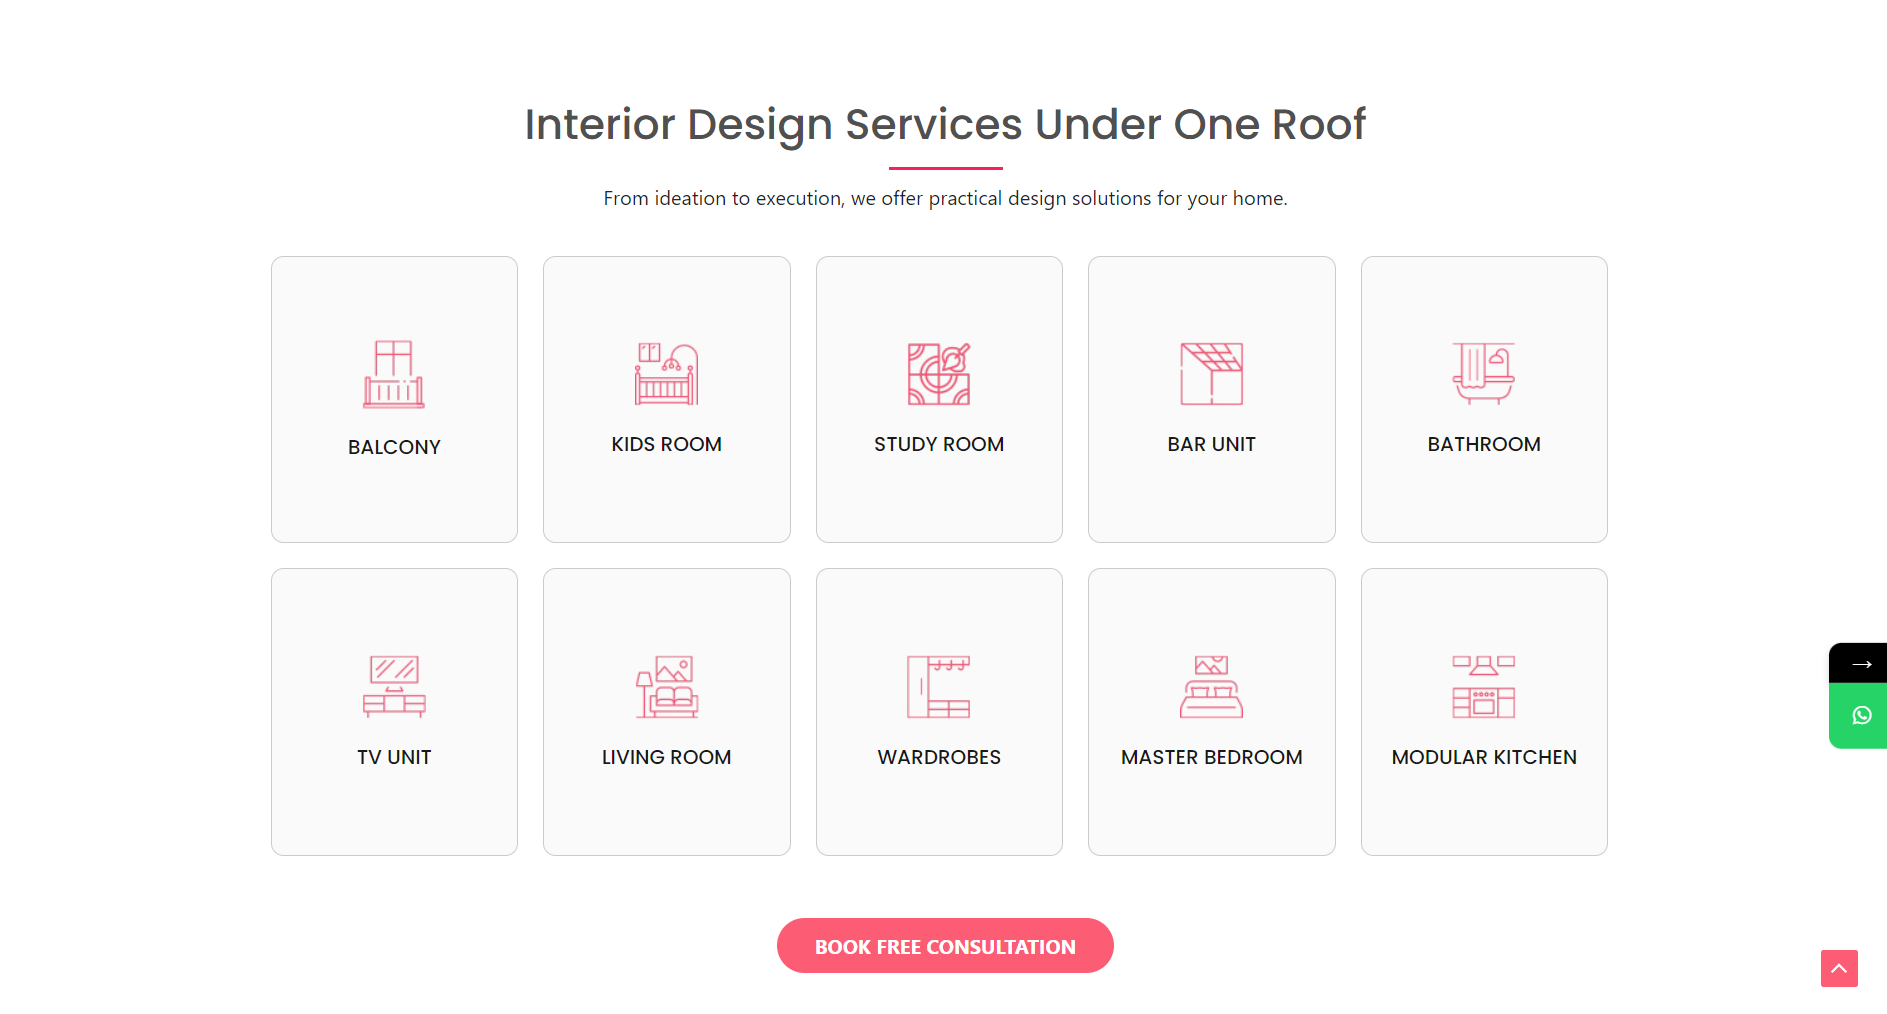 Interior Design Services Under One Roof
From ideation to execution, we offer practical design solutions for your home.
BALCONY
KIDS ROOM
STUDY ROOM
BAR UNIT
BATHROOM
TV UNIT
LIVING ROOM
WARDROBES
MASTER BEDROOM
MODULAR KITCHEN
BOOK FREE CONSULTATION